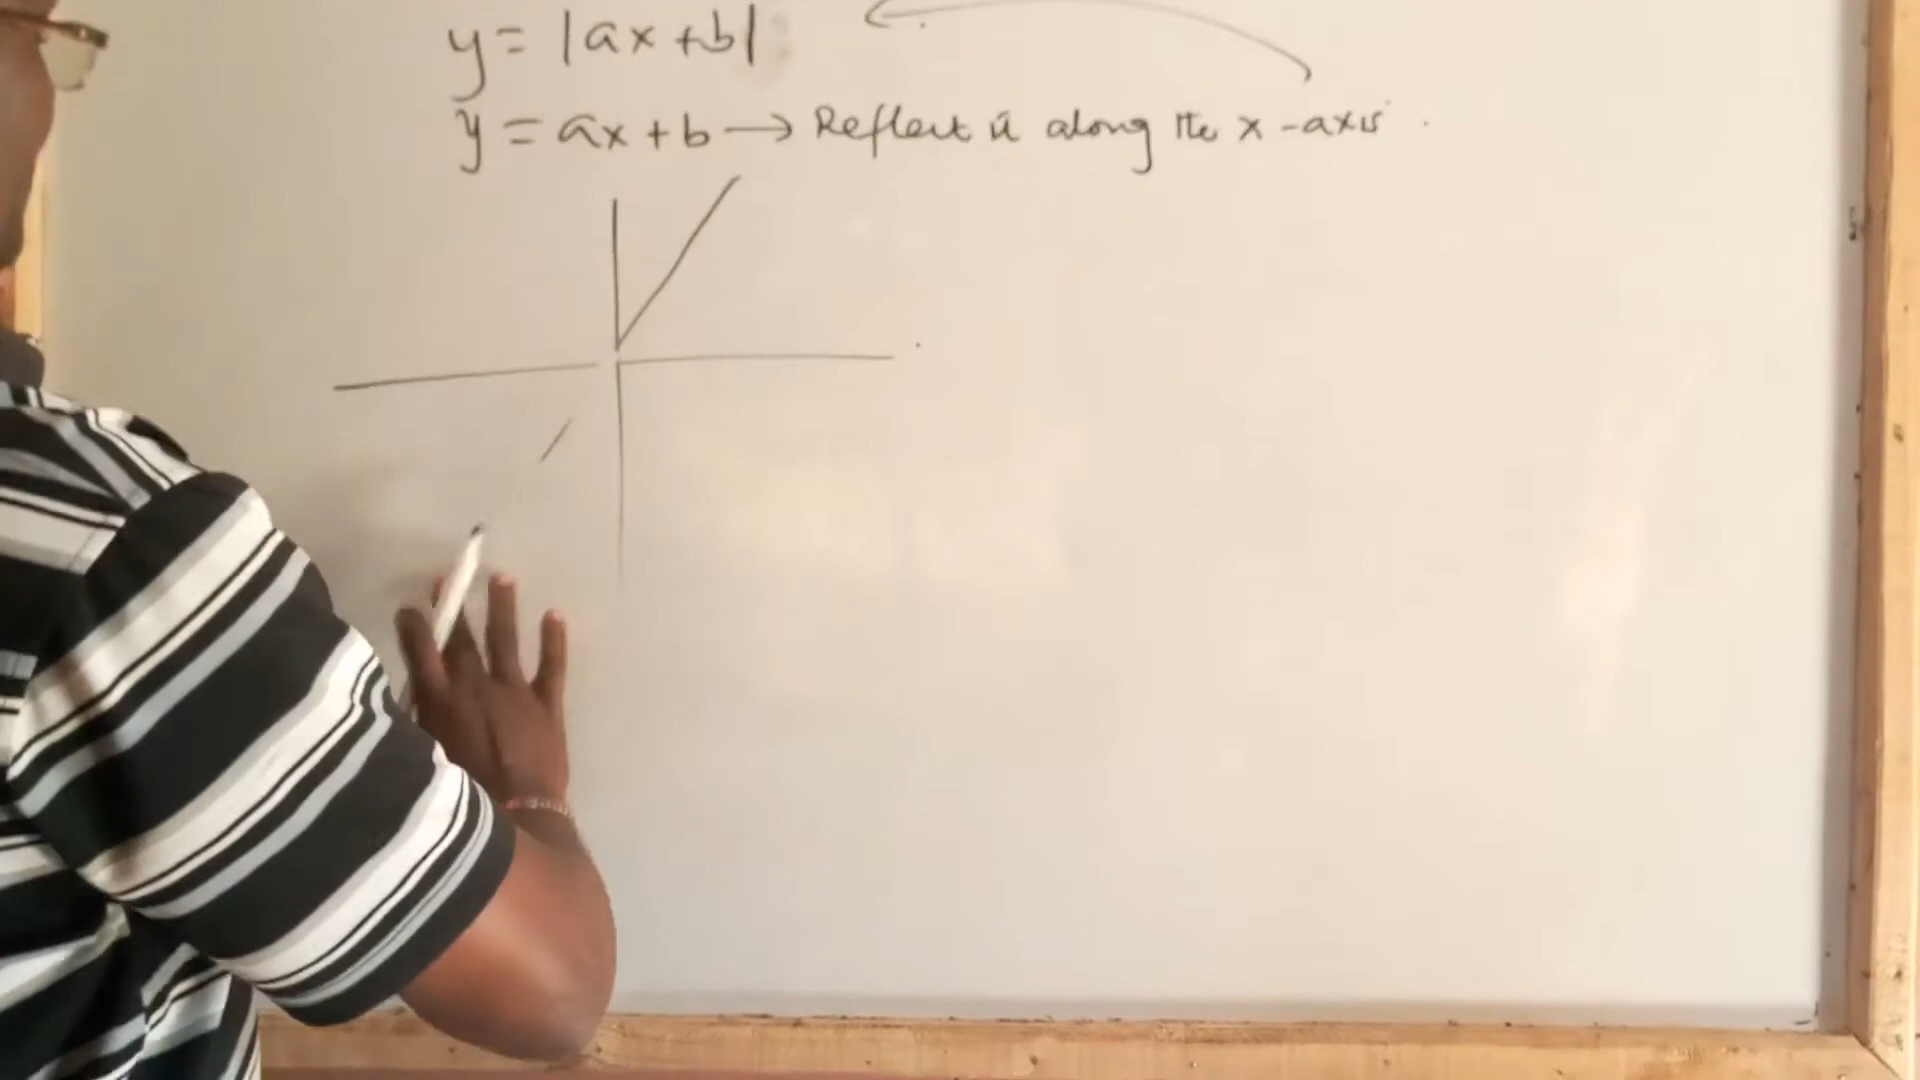 y = |ax + b|
y = ax + b → Reflect it along the x-axis.